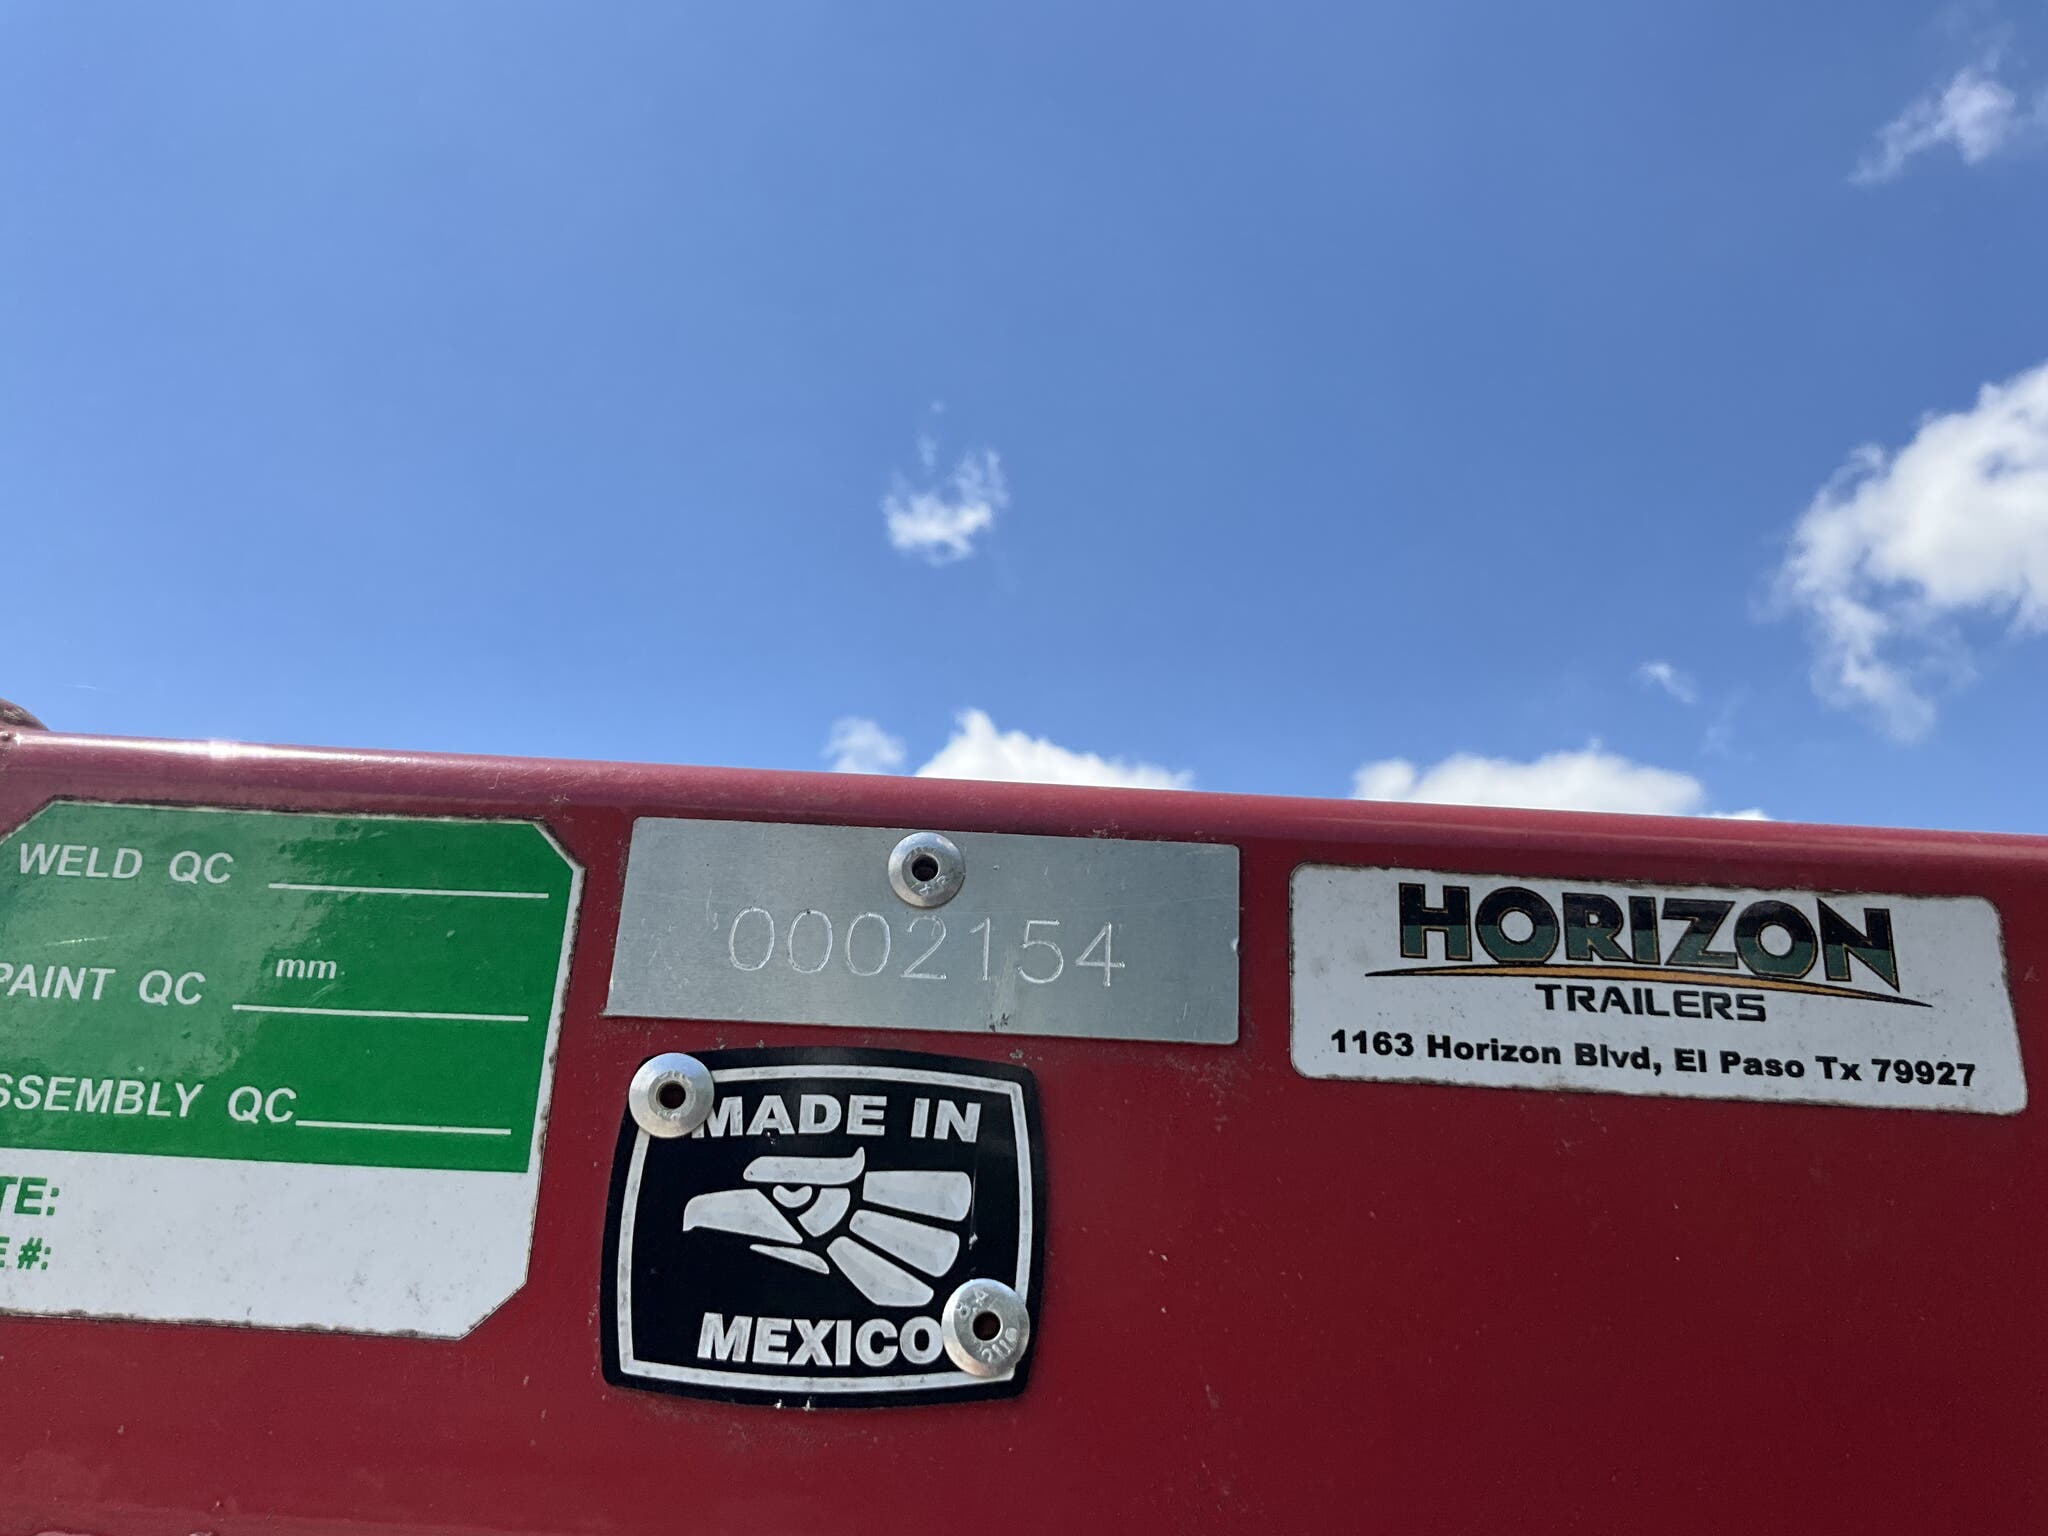 WELD QC
mm
PAINT QC
SSEMBLY QC
TE:
E #:
0002154
MADE IN
MEXICO
HORIZON
TRAILERS
1163 Horizon Blvd, El Paso Tx 79927